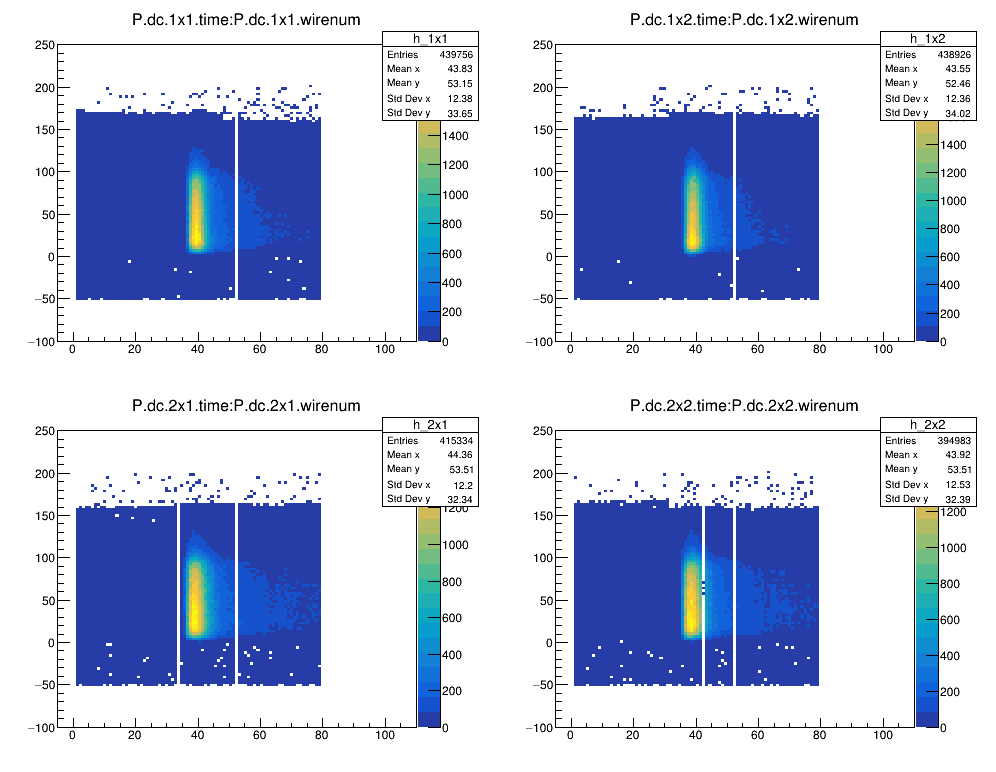 P.dc.1x1.time:P.dc.1x1.wirenum
h_1x1
Entries 439756
Mean x 43.83
Mean y 53.15
Std Dev x 12.38
Std Dev y 33.65
250
200
150
100
50
0
−50
−100
0 20 40 60 80 100
1400
1200
1000
800
600
400
200
0
P.dc.1x2.time:P.dc.1x2.wirenum
h_1x2
Entries 438926
Mean x 43.55
Mean y 52.46
Std Dev x 12.36
Std Dev y 34.02
250
200
150
100
50
0
−50
−100
0 20 40 60 80 100
1400
1200
1000
800
600
400
200
0
P.dc.2x1.time:P.dc.2x1.wirenum
h_2x1
Entries 415334
Mean x 44.36
Mean y 53.51
Std Dev x 12.2
Std Dev y 32.34
250
200
150
100
50
0
−50
−100
0 20 40 60 80 100
1200
1000
800
600
400
200
0
P.dc.2x2.time:P.dc.2x2.wirenum
h_2x2
Entries 394983
Mean x 43.92
Mean y 53.51
Std Dev x 12.53
Std Dev y 32.39
250
200
150
100
50
0
−50
−100
0 20 40 60 80 100
1200
1000
800
600
400
200
0